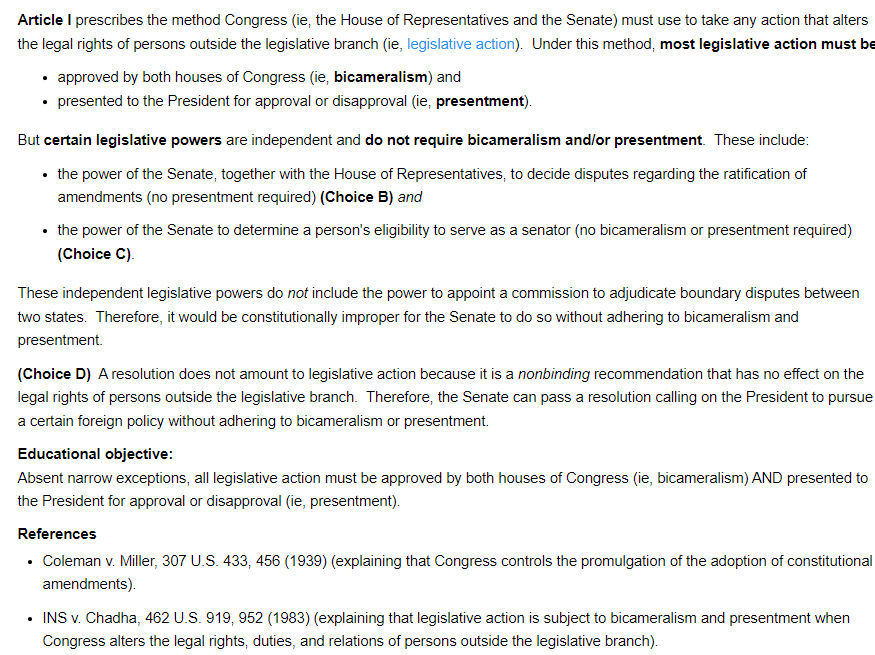 Article I prescribes the method Congress (ie, the House of Representatives and the Senate) must use to take any action that alters
the legal rights of persons outside the legislative branch (ie, legislative action).  Under this method, most legislative action must be
• approved by both houses of Congress (ie, bicameralism) and
• presented to the President for approval or disapproval (ie, presentment).
But certain legislative powers are independent and do not require bicameralism and/or presentment.  These include:
• the power of the Senate, together with the House of Representatives, to decide disputes regarding the ratification of
amendments (no presentment required) (Choice B) and
• the power of the Senate to determine a person's eligibility to serve as a senator (no bicameralism or presentment required)
(Choice C).
These independent legislative powers do not include the power to appoint a commission to adjudicate boundary disputes between
two states.  Therefore, it would be constitutionally improper for the Senate to do so without adhering to bicameralism and
presentment.
(Choice D)  A resolution does not amount to legislative action because it is a nonbinding recommendation that has no effect on the
legal rights of persons outside the legislative branch.  Therefore, the Senate can pass a resolution calling on the President to pursue
a certain foreign policy without adhering to bicameralism or presentment.
Educational objective:
Absent narrow exceptions, all legislative action must be approved by both houses of Congress (ie, bicameralism) AND presented to
the President for approval or disapproval (ie, presentment).
References
• Coleman v. Miller, 307 U.S. 433, 456 (1939) (explaining that Congress controls the promulgation of the adoption of constitutional
amendments).
• INS v. Chadha, 462 U.S. 919, 952 (1983) (explaining that legislative action is subject to bicameralism and presentment when
Congress alters the legal rights, duties, and relations of persons outside the legislative branch).